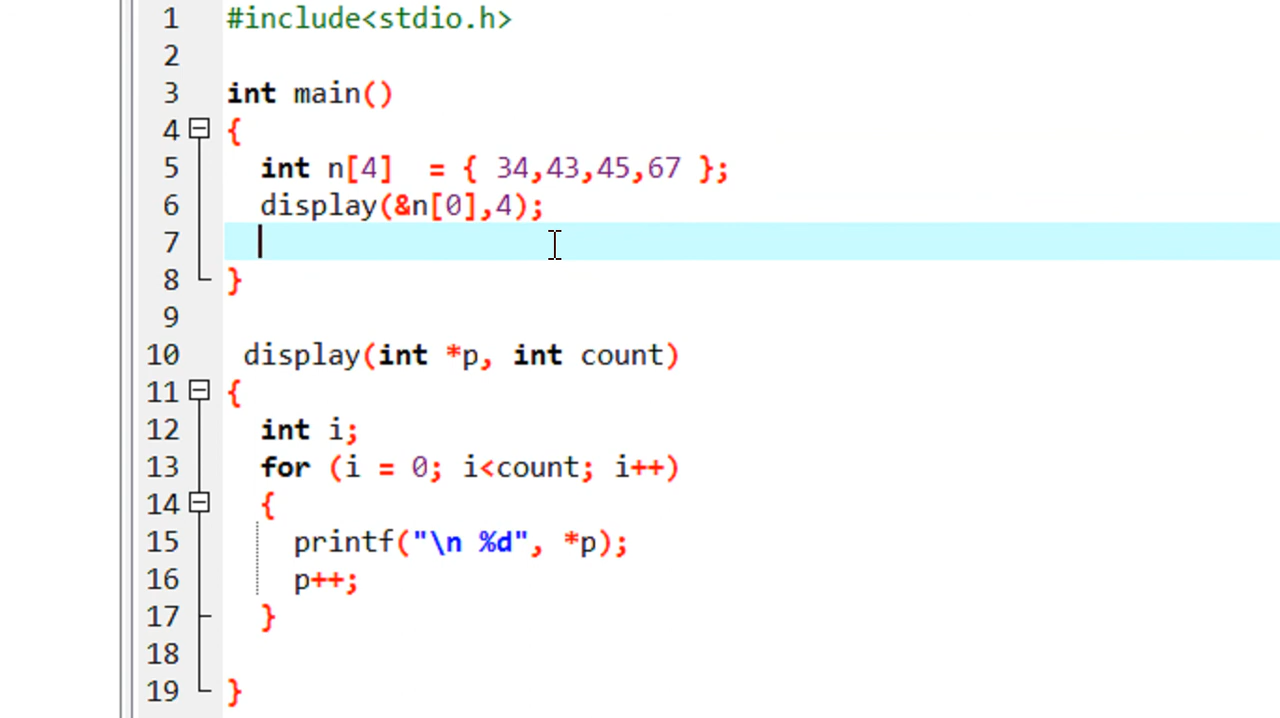 1 #include<stdio.h>
2
3 int main()
4 {
5 int n[4]  = { 34,43,45,67 };
6 display(&n[0],4);
7
8 }
9
10 display(int *p, int count)
11 {
12 int i;
13 for (i = 0; i<count; i++)
14 {
15 printf("\n %d", *p);
16 p++;
17 }
18
19 }